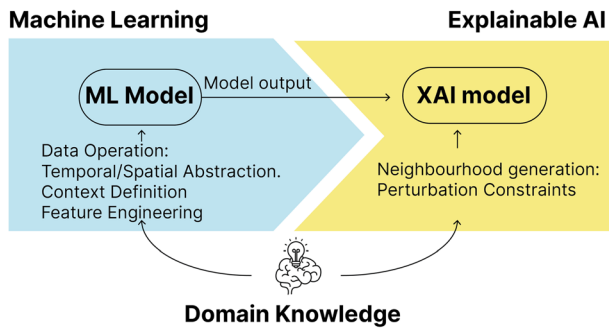 Machine Learning
Explainable AI
ML Model
Model output
XAI model
Data Operation:
Temporal/Spatial Abstraction.
Context Definition
Feature Engineering
Neighbourhood generation:
Perturbation Constraints
Domain Knowledge